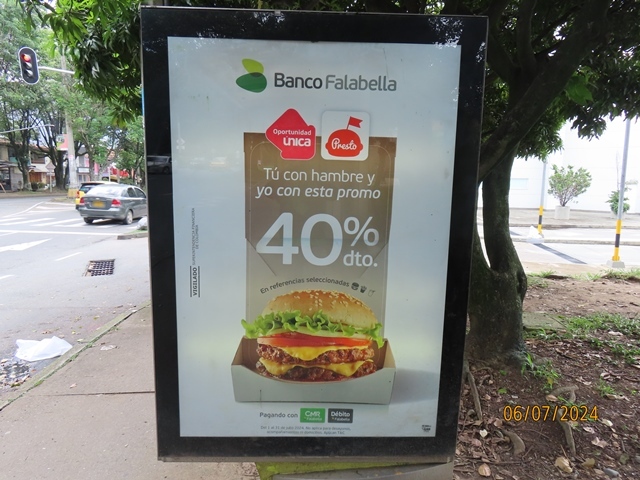 Banco Falabella
Oportunidad
única
Presto
Tú con hambre y
yo con esta promo
40%
dto.
En referencias seleccionadas
VIGILADO
Pagando con CMR Débito
06/07/2024